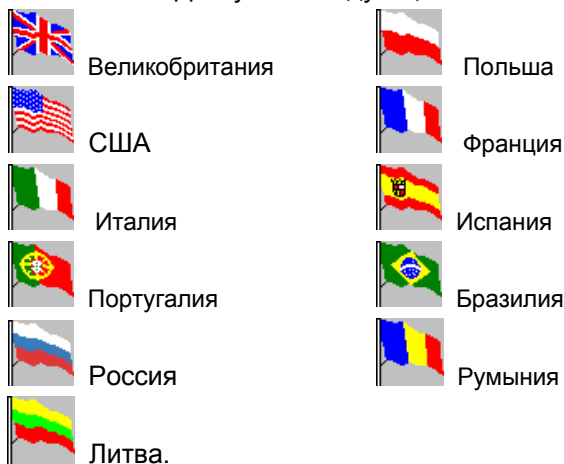 Великобритания Польша
США Франция
Италия Испания
Португалия Бразилия
Россия Румыния
Литва.